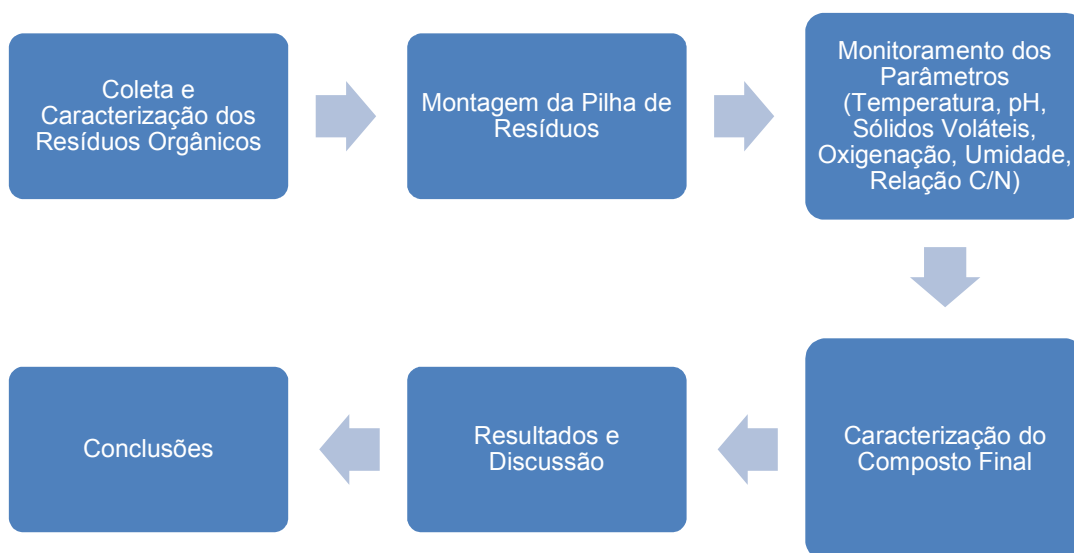 Coleta e
Caracterização dos
Resíduos Orgânicos
Montagem da Pilha de
Resíduos
Monitoramento dos
Parâmetros
(Temperatura, pH,
Sólidos Voláteis,
Oxigenação, Umidade,
Relação C/N)
Caracterização do
Composto Final
Resultados e
Discussão
Conclusões